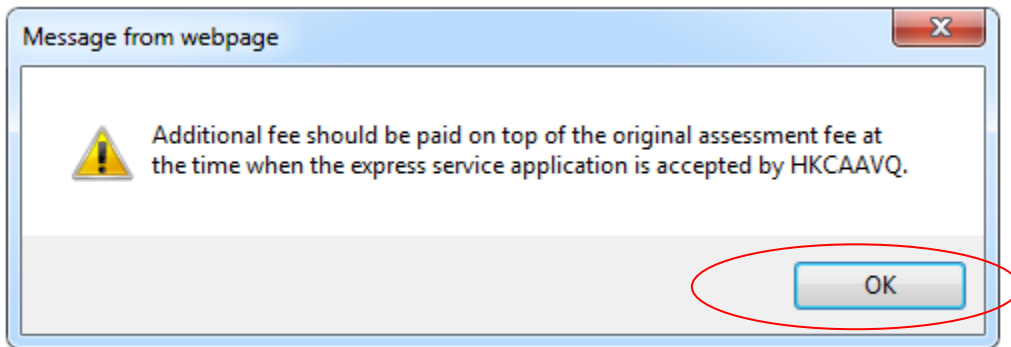 Message from webpage
Additional fee should be paid on top of the original assessment fee at
the time when the express service application is accepted by HKCAAVQ.
OK